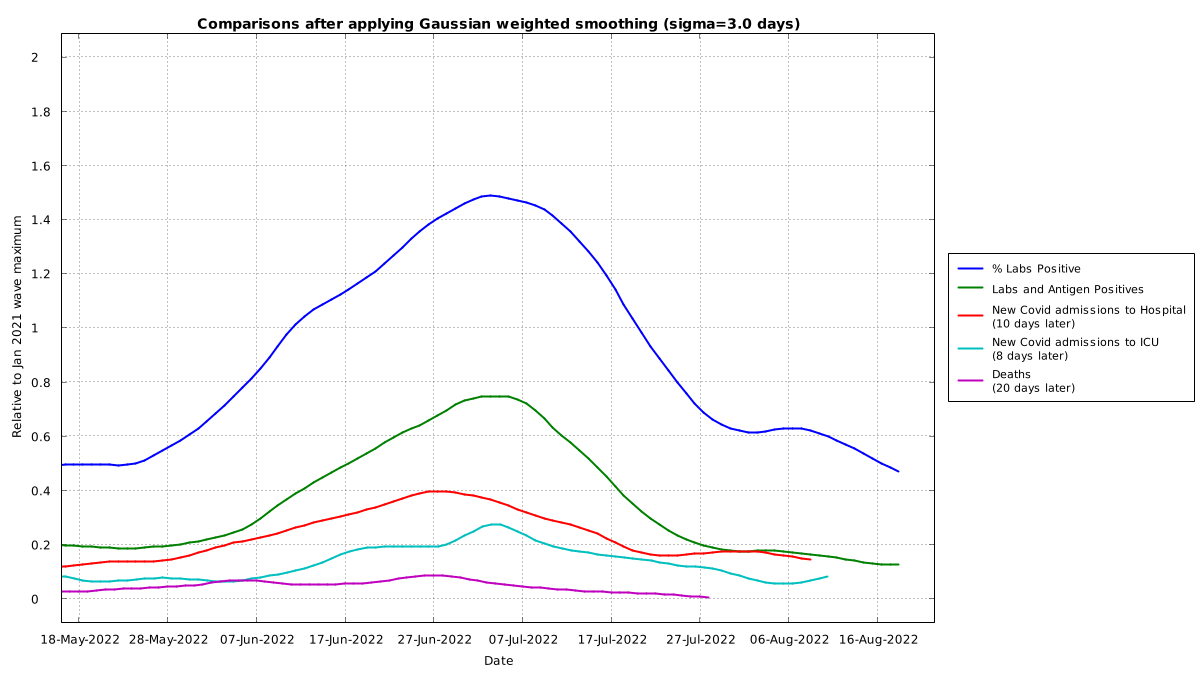 Comparisons after applying Gaussian weighted smoothing (sigma=3.0 days)
Relative to Jan 2021 wave maximum
2
1.8
1.6
1.4
1.2
1
0.8
0.6
0.4
0.2
0
18-May-2022 28-May-2022 07-Jun-2022 17-Jun-2022 27-Jun-2022 07-Jul-2022 17-Jul-2022 27-Jul-2022 06-Aug-2022 16-Aug-2022
Date
% Labs Positive
Labs and Antigen Positives
New Covid admissions to Hospital
(10 days later)
New Covid admissions to ICU
(8 days later)
Deaths
(20 days later)